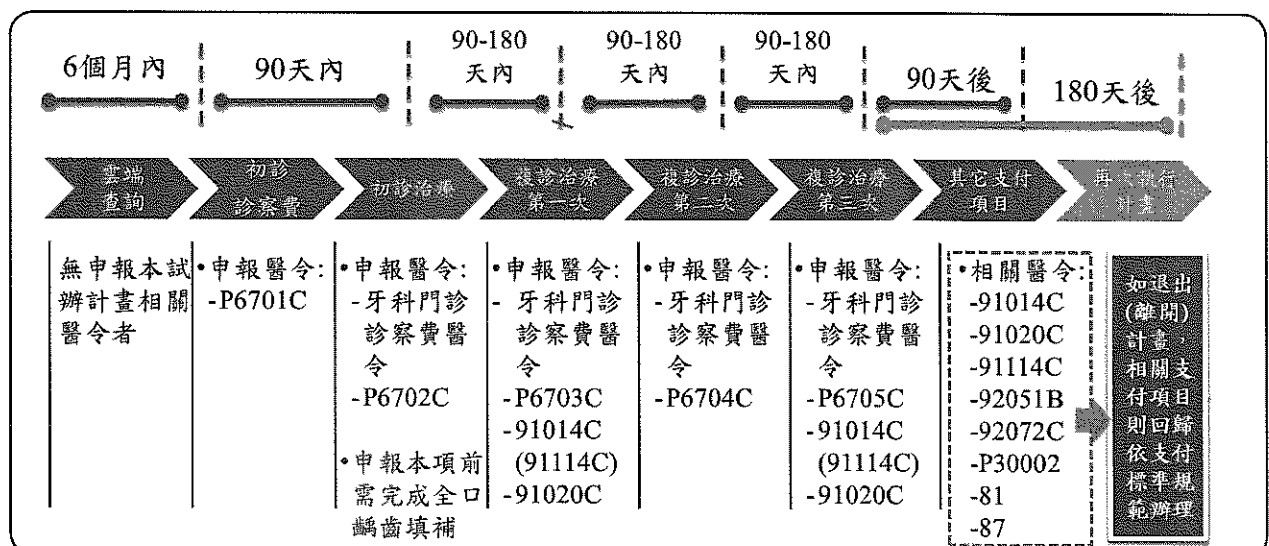 6個月內
90天內
90-180
天內
90-180
天內
90-180
天內
90天後
180天後
雲端
查詢
初診
診察費
初診治療
複診治療
第一次
複診治療
第二次
複診治療
第三次
其它支付
項目
再次執行
計畫
無申報本試
辦計畫相關
醫令者
•申報醫令:
-P6701C
•申報醫令:
-牙科門診
診察費醫
令
-P6702C
•申報本項前
需完成全口
齲齒填補
•申報醫令:
- 牙科門診
診察費醫
令
-P6703C
-91014C
(91114C)
-91020C
•申報醫令:
-牙科門診
診察費醫
令
-P6704C
•申報醫令:
-牙科門診
診察費醫
令
-P6705C
-91014C
(91114C)
-91020C
•相關醫令:
-91014C
-91020C
-91114C
-92051B
-92072C
-P30002
-81
-87
如退出
(離開)
計畫，
相關支
付項目
則回歸
依支付
標準規
範辦理